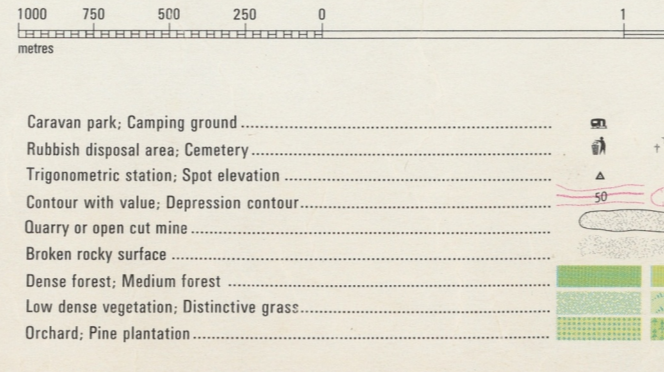 1000 750 500 250 0 1
metres
Caravan park; Camping ground
Rubbish disposal area; Cemetery
Trigonometric station; Spot elevation
Contour with value; Depression contour 50
Quarry or open cut mine
Broken rocky surface
Dense forest; Medium forest
Low dense vegetation; Distinctive grass
Orchard; Pine plantation